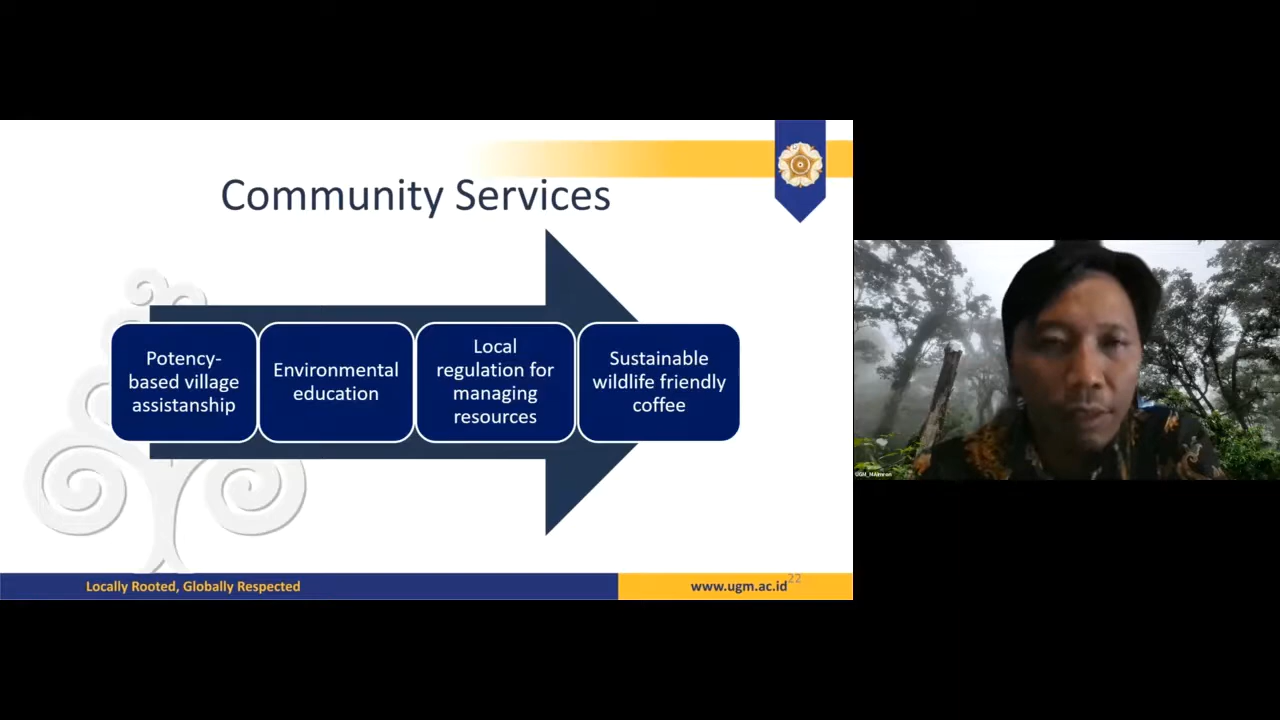 Community Services
Potency-
based village
assistanship
Environmental
education
Local
regulation for
managing
resources
Sustainable
wildlife friendly
coffee
Locally Rooted, Globally Respected
www.ugm.ac.id
22